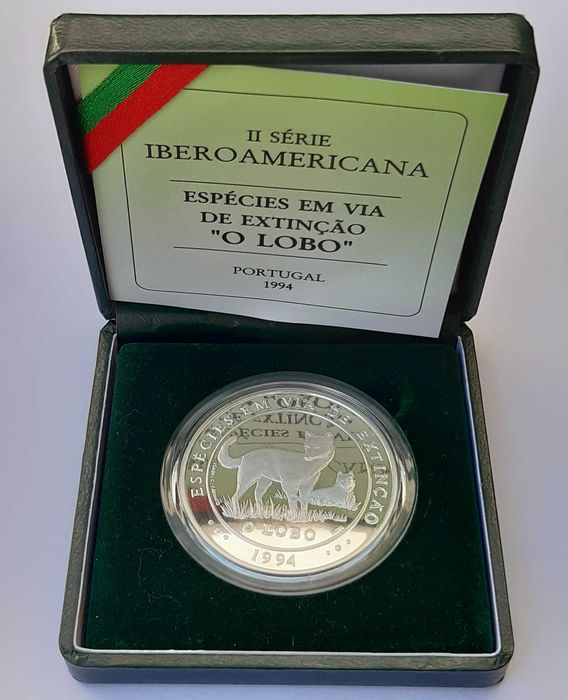 II SÉRIE
IBEROAMERICANA
ESPÉCIES EM VIA
DE EXTINÇÃO
"O LOBO"
PORTUGAL
1994
ESPÉCIES EM VIA DE EXTINÇÃO
O LOBO
1994